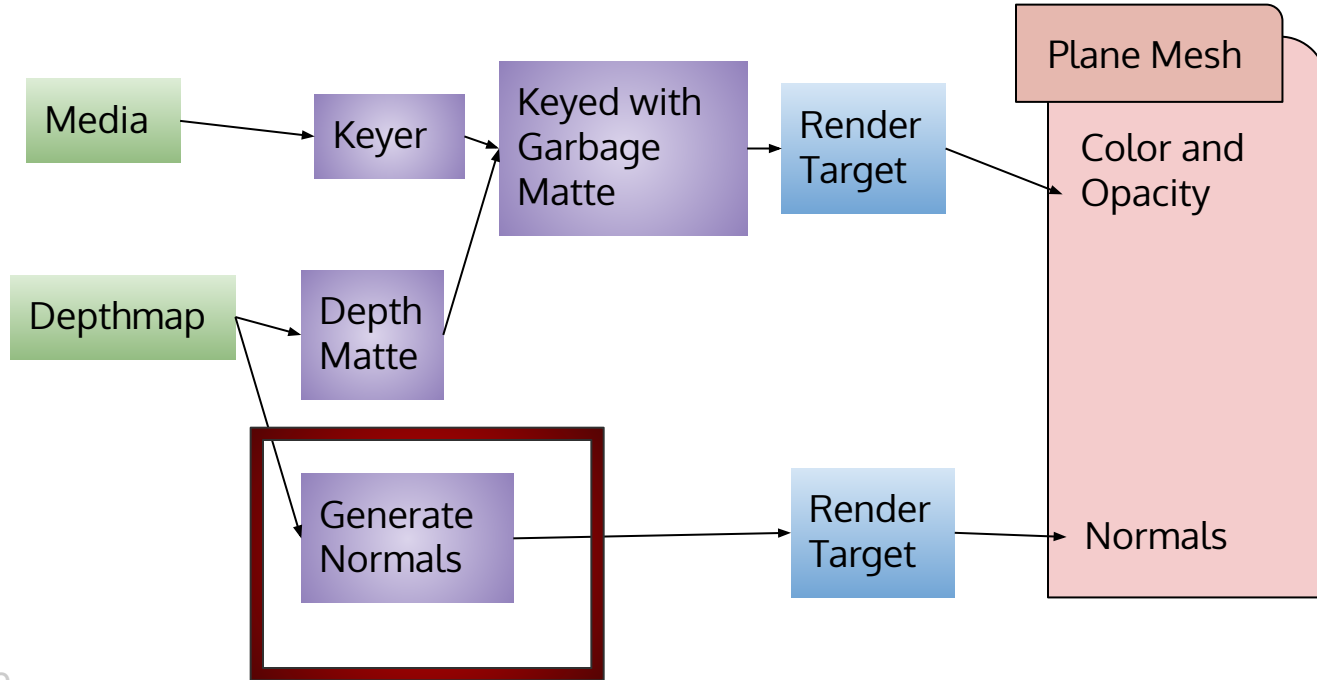 Plane Mesh
Media
Keyer
Keyed with
Garbage
Matte
Render
Target
Color and
Opacity
Depthmap
Depth
Matte
Generate
Normals
Render
Target
Normals